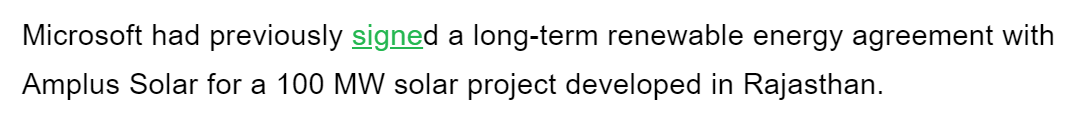 Microsoft had previously signed a long-term renewable energy agreement with
Amplus Solar for a 100 MW solar project developed in Rajasthan.